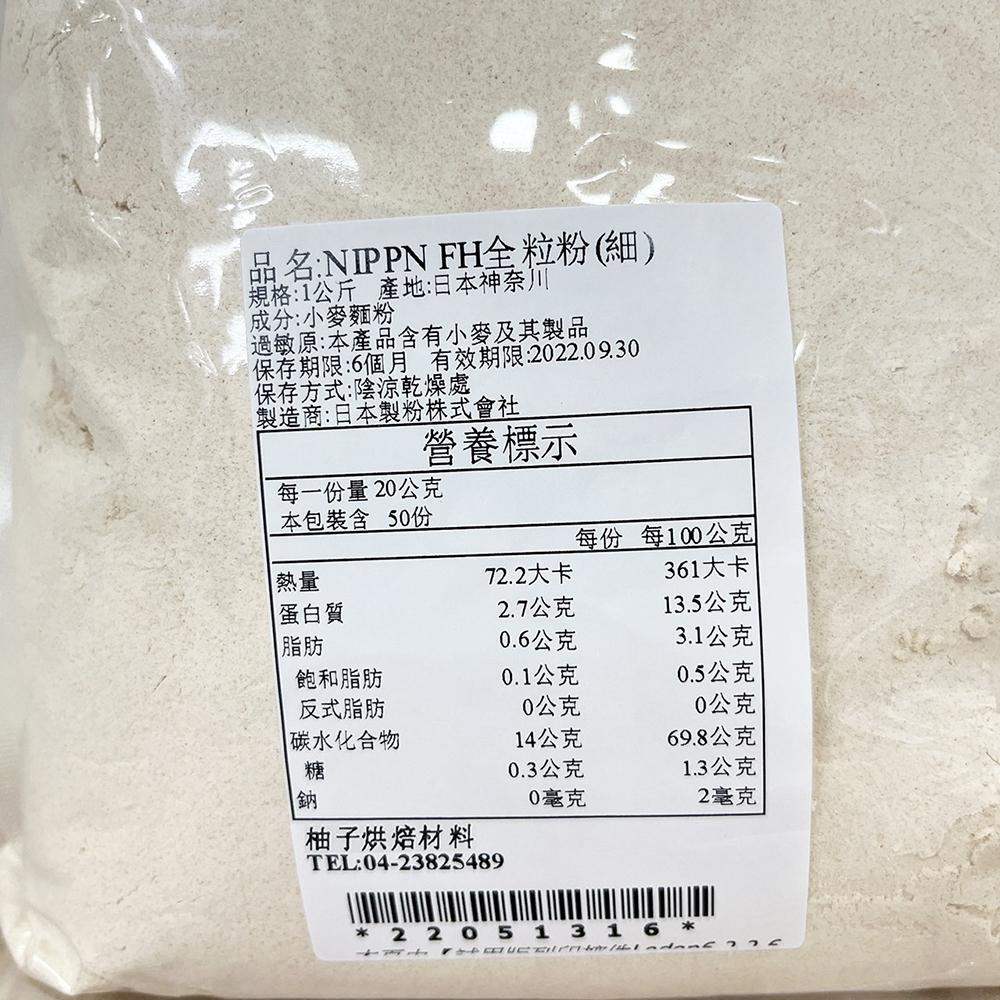 品名:NIPPN FH全粒粉(細)
規格:1公斤 產地:日本神奈川
成分:小麥麵粉
過敏原:本產品含有小麥及其製品
保存期限:6個月 有效期限:2022.09.30
保存方式:陰涼乾燥處
製造商:日本製粉株式會社
營養標示
每一份量 20公克
本包裝含 50份
每份 每100公克
熱量 72.2大卡 361大卡
蛋白質 2.7公克 13.5公克
脂肪 0.6公克 3.1公克
飽和脂肪 0.1公克 0.5公克
反式脂肪 0公克 0公克
碳水化合物 14公克 69.8公克
糖 0.3公克 1.3公克
鈉 0毫克 2毫克
柚子烘焙材料
TEL:04-23825489
*22051316*